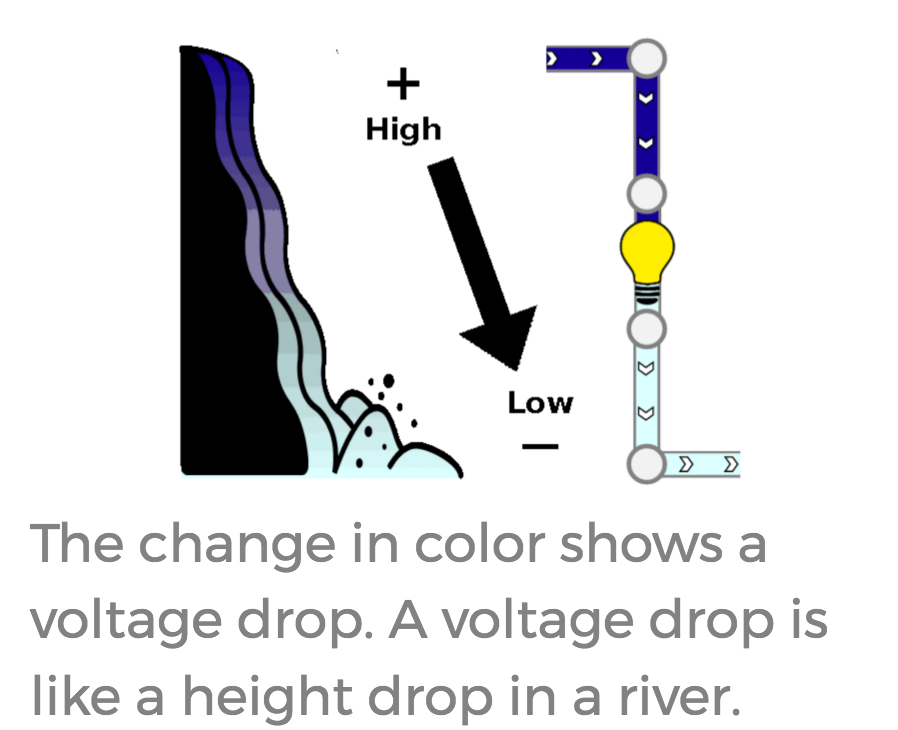 +
High
Low
–
The change in color shows a
voltage drop. A voltage drop is
like a height drop in a river.